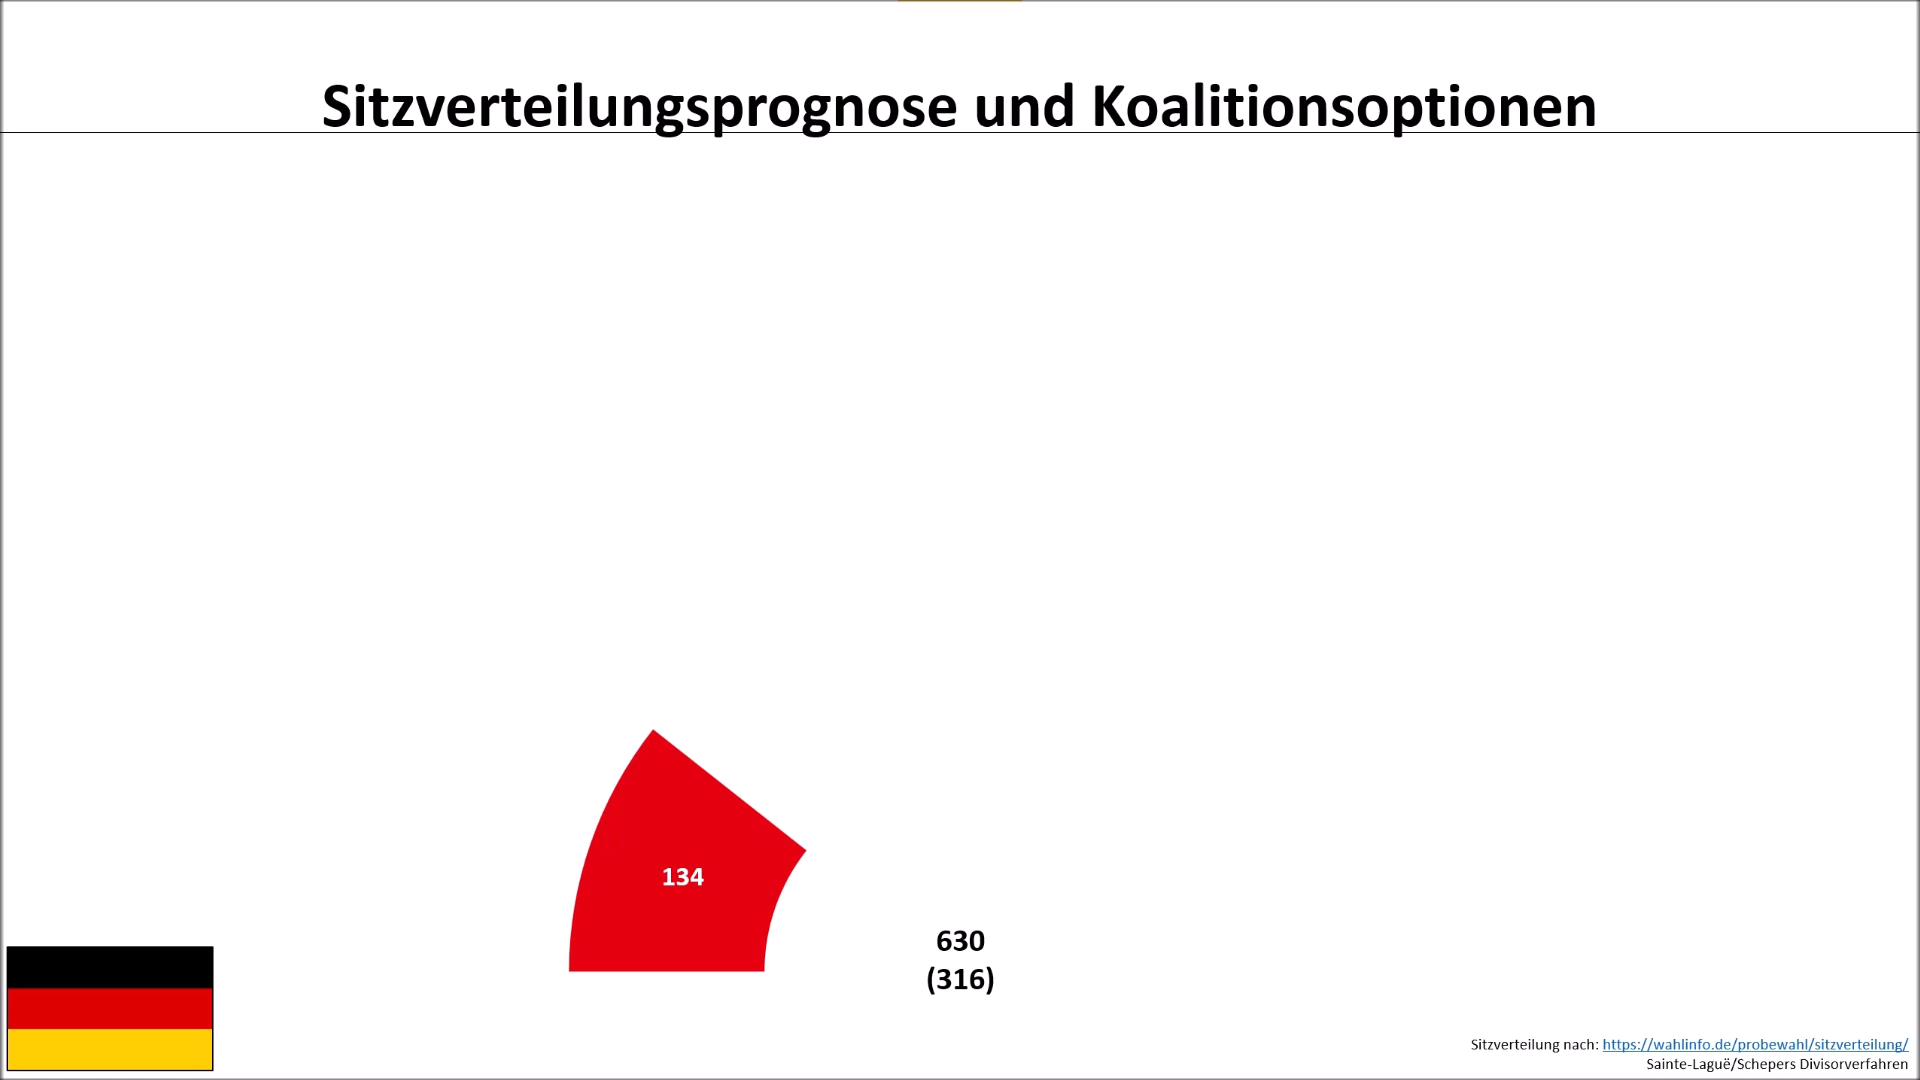 Sitzverteilungsprognose und Koalitionsoptionen
134
630
(316)
Sitzverteilung nach: https://wahlinfo.de/probewahl/sitzverteilung/
Sainte-Laguë/Schepers Divisorverfahren